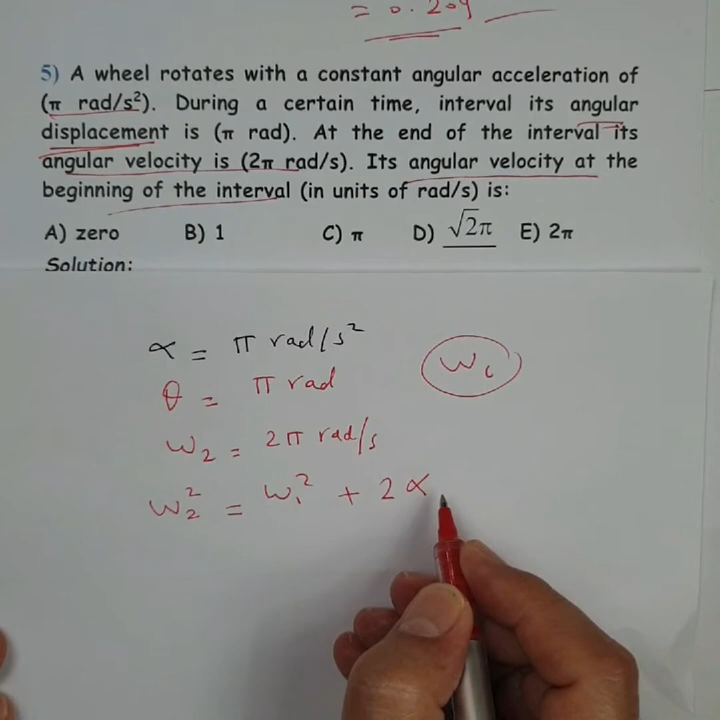 = 0.209
5) A wheel rotates with a constant angular acceleration of
(π rad/s²). During a certain time, interval its angular
displacement is (π rad). At the end of the interval its
angular velocity is (2π rad/s). Its angular velocity at the
beginning of the interval (in units of rad/s) is:
A) zero B) 1 C) π D) √2π E) 2π
Solution:
α = π rad/s²
θ = π rad
ω₁
ω₂ = 2π rad/s
ω₂² = ω₁² + 2α